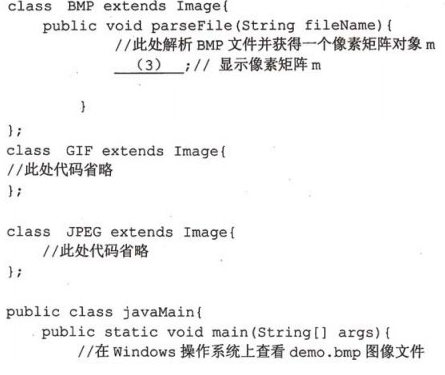 class BMP extends Image{
public void parseFile(String fileName){
//此处解析 BMP 文件并获得一个像素矩阵对象 m
(3) ;// 显示像素矩阵 m
}
};
class GIF extends Image{
//此处代码省略
};
class JPEG extends Image{
//此处代码省略
};
public class javaMain{
public static void main(String[] args){
//在 Windows 操作系统上查看 demo.bmp 图像文件